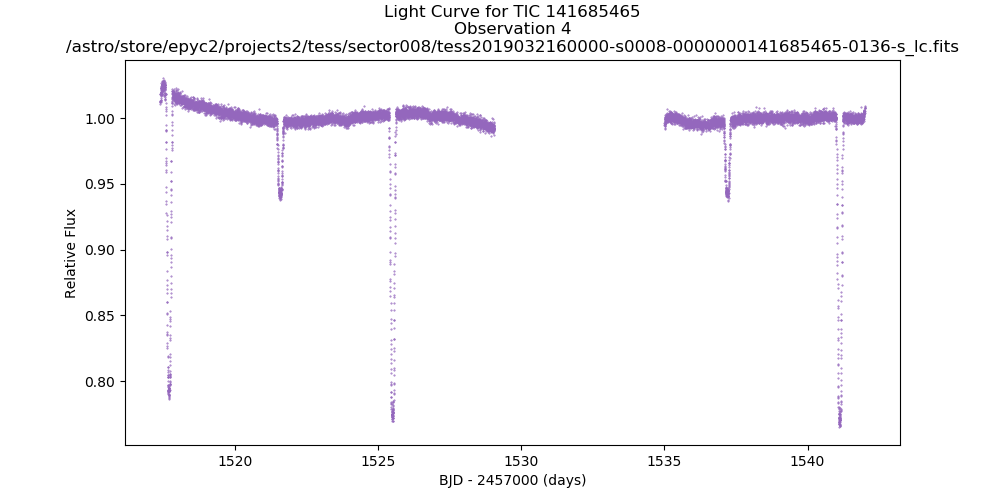 Light Curve for TIC 141685465
Observation 4
/astro/store/epyc2/projects2/tess/sector008/tess2019032160000-s0008-0000000141685465-0136-s_lc.fits
1.00
0.95
0.90
0.85
0.80
Relative Flux
1520
1525
1530
1535
1540
BJD - 2457000 (days)